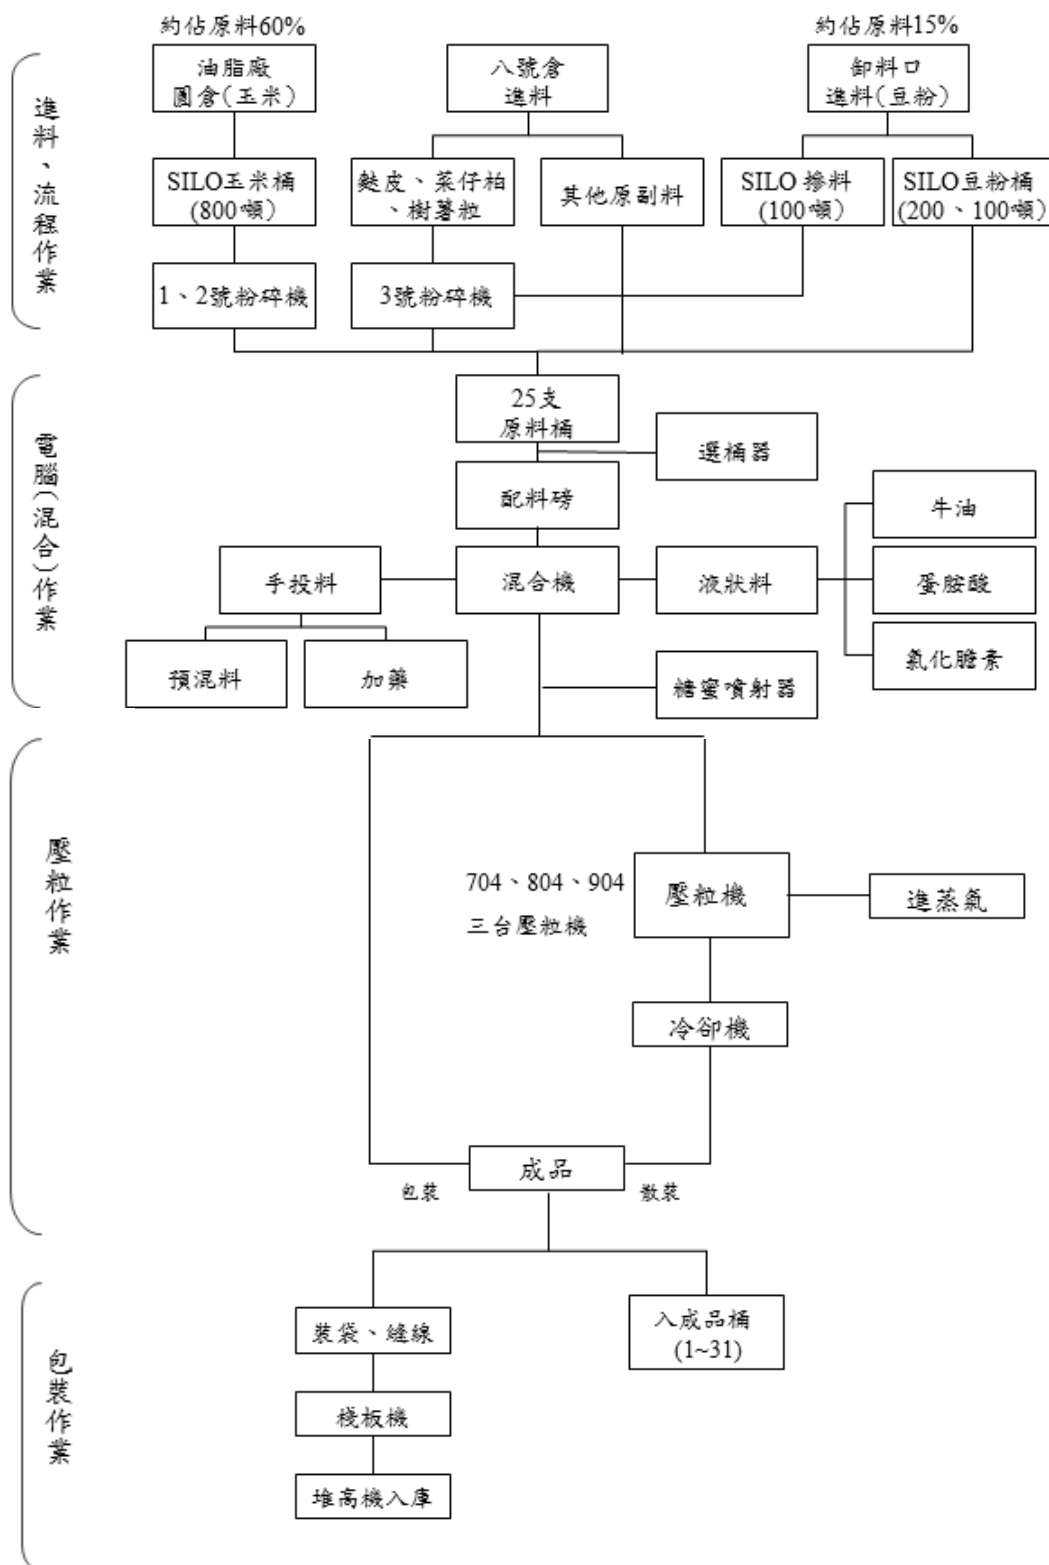 約佔原料60%
約佔原料15%
油脂廠
圓倉(玉米)
八號倉
進料
卸料口
進料(豆粉)
進料、流程作業
SILO玉米桶
(800噸)
麩皮、菜仔柏
、樹薯粒
其他原副料
SILO 摻料
(100噸)
SILO豆粉桶
(200、100噸)
1、2號粉碎機
3號粉碎機
電腦(混合)作業
25支
原料桶
選桶器
配料磅
牛油
手投料
混合機
液狀料
蛋胺酸
預混料
加藥
氯化膽素
糖蜜噴射器
壓粒作業
704、804、904
三台壓粒機
壓粒機
進蒸氣
冷卻機
成品
包裝
散裝
包裝作業
裝袋、縫線
入成品桶
(1~31)
棧板機
堆高機入庫